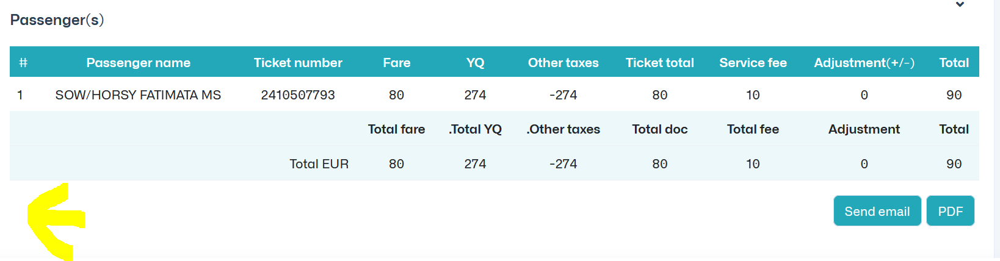 Passenger(s)
# Passenger name Ticket number Fare YQ Other taxes Ticket total Service fee Adjustment(+/-) Total
1 SOW/HORSY FATIMATA MS 2410507793 80 274 -274 80 10 0 90
Total fare .Total YQ .Other taxes Total doc Total fee Adjustment Total
Total EUR 80 274 -274 80 10 0 90
Send email PDF